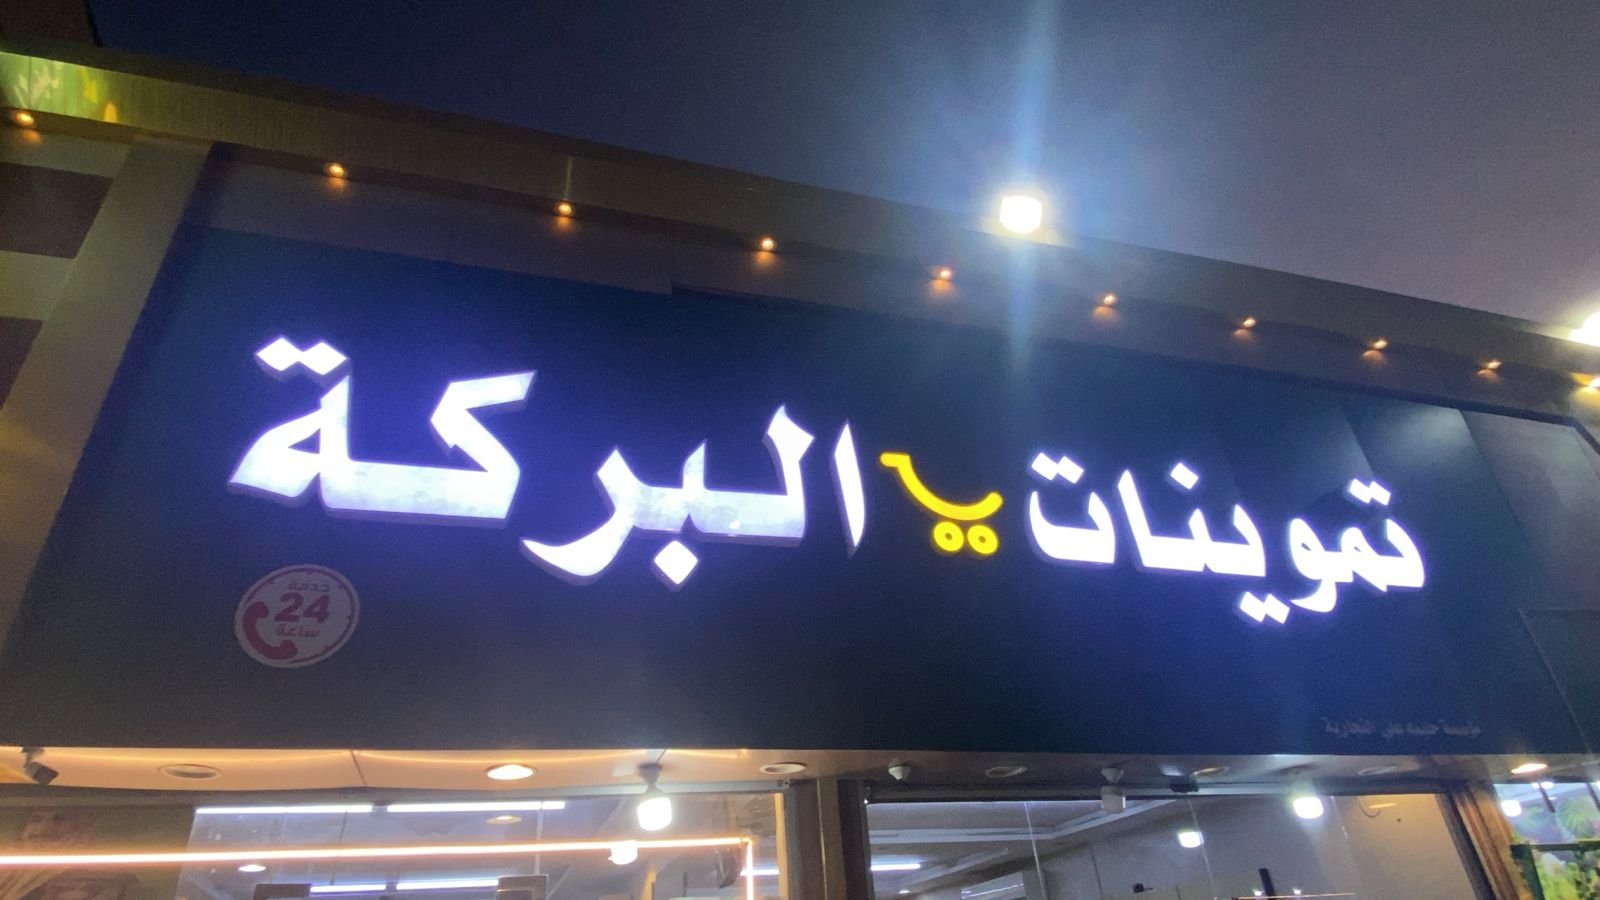 تموينات البركة
خدمة
24
ساعة